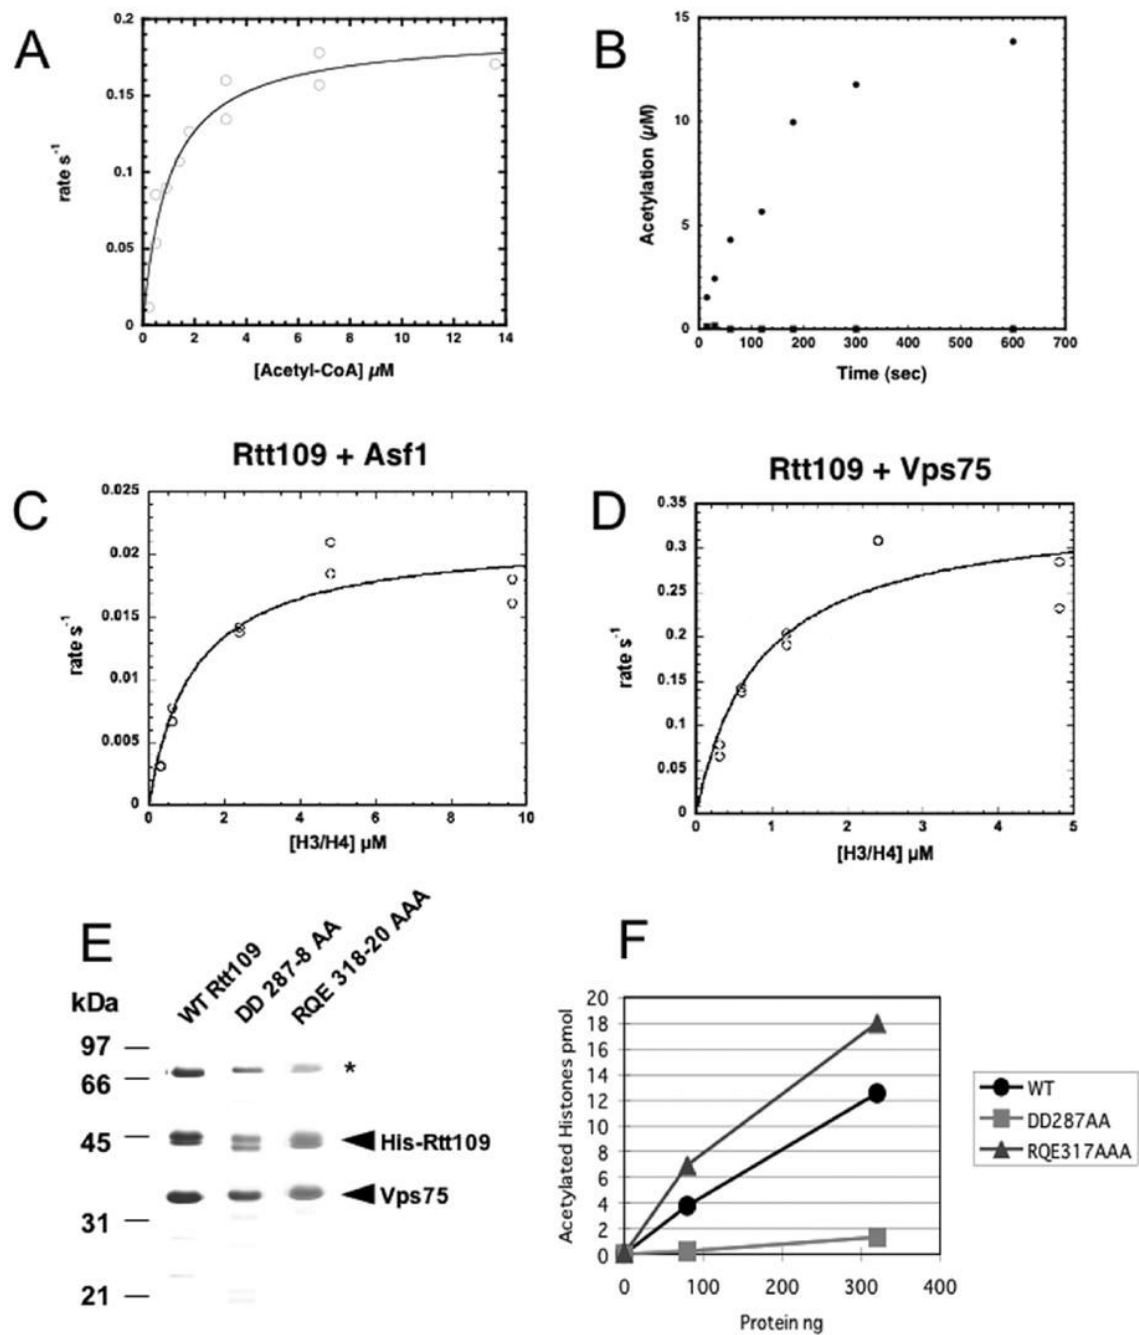 A
0.2
0.15
0.1
0.05
0
rate s⁻¹
0 2 4 6 8 10 12 14
[Acetyl-CoA] µM
B
15
10
5
0
Acetylation (µM)
0 100 200 300 400 500 600 700
Time (sec)
Rtt109 + Asf1
C
0.025
0.02
0.015
0.01
0.005
0
rate s⁻¹
0 2 4 6 8 10
[H3/H4] µM
Rtt109 + Vps75
D
0.35
0.3
0.25
0.2
0.15
0.1
0.05
0
rate s⁻¹
0 1 2 3 4 5
[H3/H4] µM
E
kDa
WT Rtt109
DD 287-8 AA
RQE 318-20 AAA
97
66
45
31
21
*
His-Rtt109
Vps75
F
20
18
16
14
12
10
8
6
4
2
0
Acetylated Histones pmol
0 100 200 300 400
Protein ng
WT
DD287AA
RQE317AAA